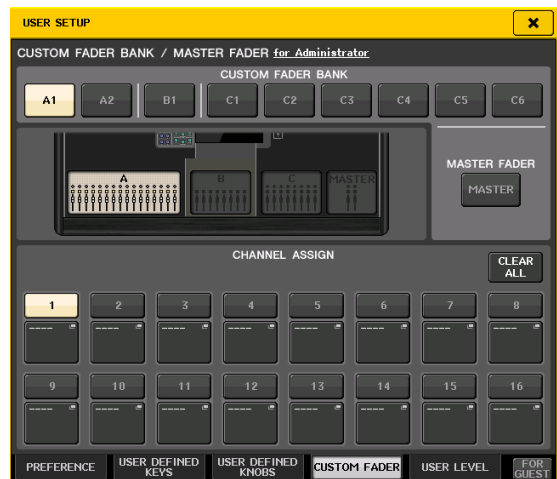 USER SETUP
CUSTOM FADER BANK / MASTER FADER for Administrator
CUSTOM FADER BANK
A1 A2 B1 C1 C2 C3 C4 C5 C6
A B C MASTER
MASTER FADER
MASTER
CHANNEL ASSIGN
CLEAR ALL
1 2 3 4 5 6 7 8
---- ---- ---- ---- ---- ---- ---- ----
9 10 11 12 13 14 15 16
---- ---- ---- ---- ---- ---- ---- ----
PREFERENCE USER DEFINED KEYS USER DEFINED KNOBS CUSTOM FADER USER LEVEL FOR GUEST